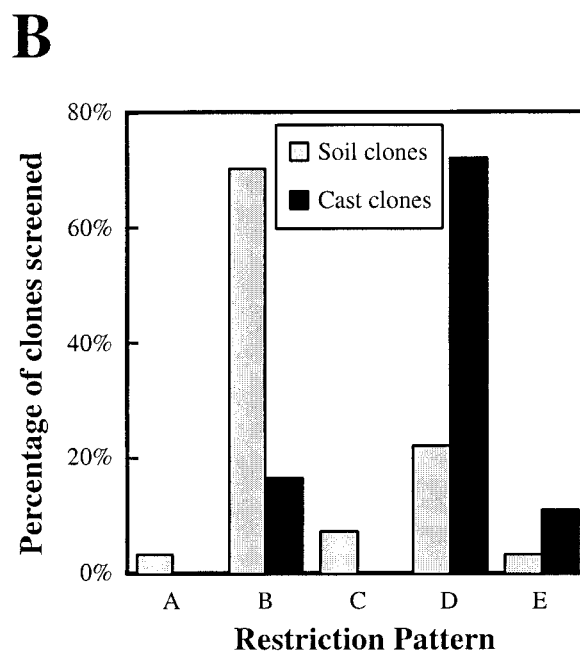 B
80%
60%
40%
20%
0%
Percentage of clones screened
Soil clones
Cast clones
A B C D E
Restriction Pattern